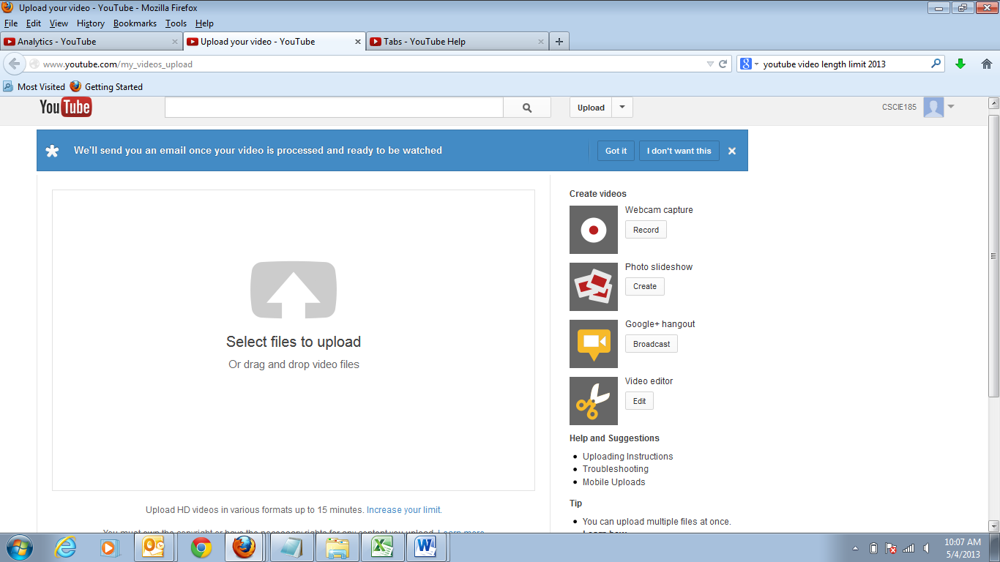 Upload your video - YouTube - Mozilla Firefox
File Edit View History Bookmarks Tools Help
Analytics - YouTube
Upload your video - YouTube
Tabs - YouTube Help
www.youtube.com/my_videos_upload
youtube video length limit 2013
Most Visited Getting Started
YouTube
Upload
CSCIE185
We'll send you an email once your video is processed and ready to be watched
Got it
I don't want this
Select files to upload
Or drag and drop video files
Upload HD videos in various formats up to 15 minutes. Increase your limit.
You must own the copyright or have the necessary rights for any content you upload. Learn more
Create videos
Webcam capture
Record
Photo slideshow
Create
Google+ hangout
Broadcast
Video editor
Edit
Help and Suggestions
Uploading Instructions
Troubleshooting
Mobile Uploads
Tip
You can upload multiple files at once.
Learn how
10:07 AM
5/4/2013